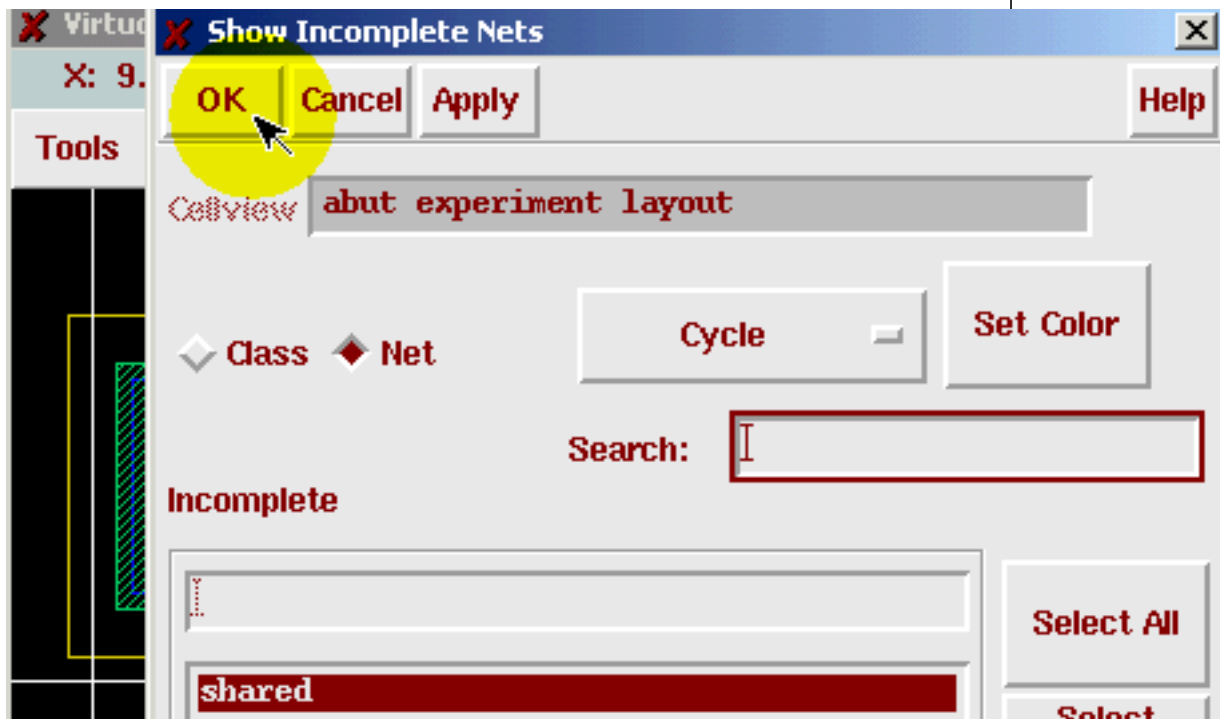 Virtuo
Show Incomplete Nets
X: 9.
OK Cancel Apply Help
Tools
Cellview abut experiment layout
Class Net Cycle Set Color
Search:
Incomplete
Select All
shared
Select